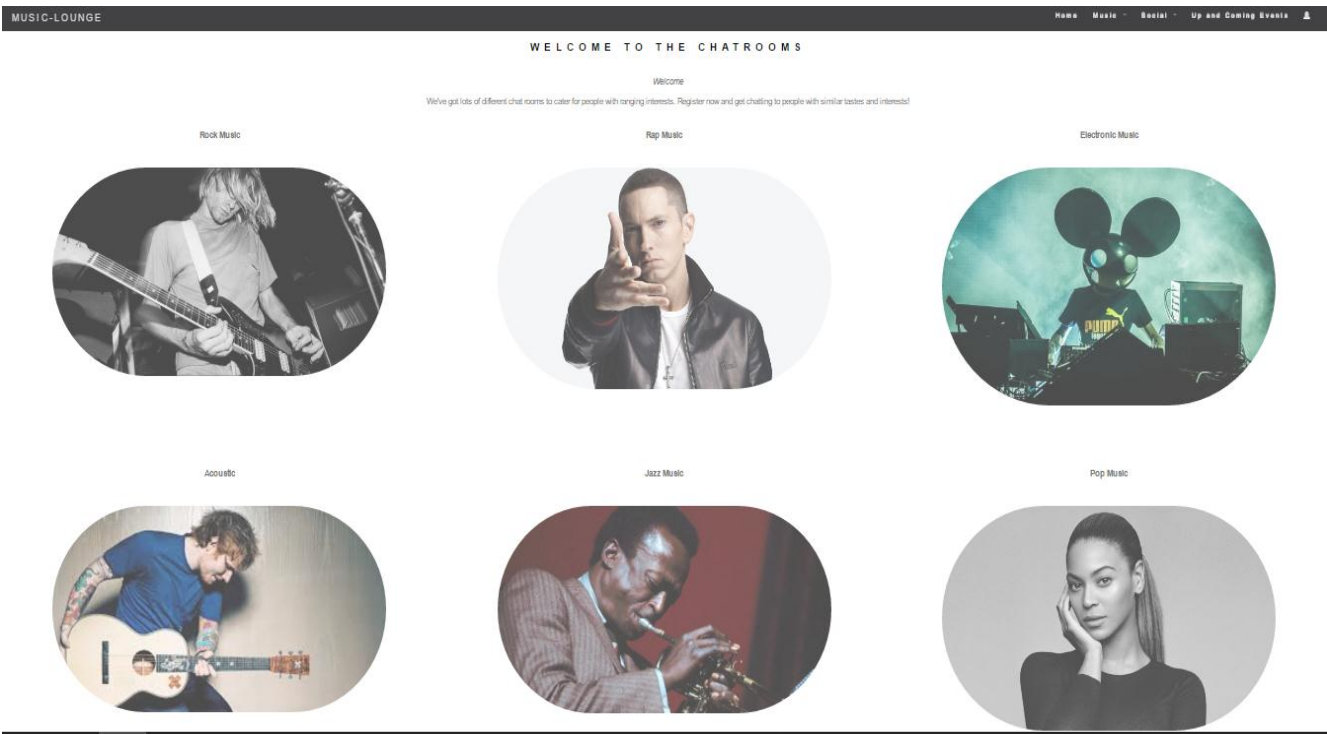 MUSIC-LOUNGE
Home Music Social Up and Coming Events
WELCOME TO THE CHATROOMS
Welcome
We've got lots of different chat rooms to cater for people with ranging interests. Register now and get chatting to people with similar tastes and interests!
Rock Music
Rap Music
Electronic Music
PUMA
Acoustic
Jazz Music
Pop Music